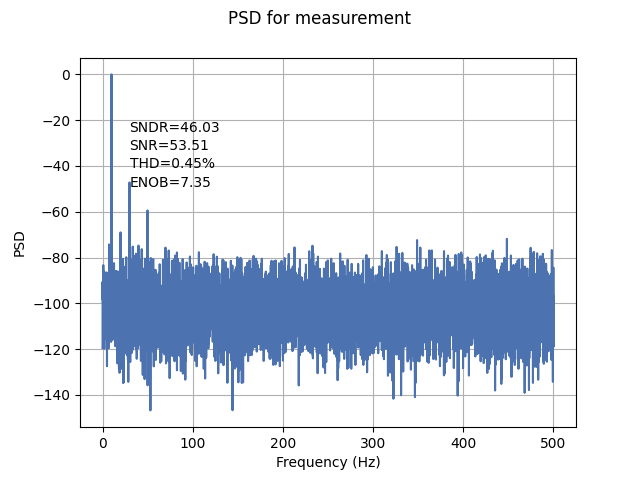 PSD for measurement
0
−20
−40
−60
−80
−100
−120
−140
PSD
SNDR=46.03
SNR=53.51
THD=0.45%
ENOB=7.35
0 100 200 300 400 500
Frequency (Hz)